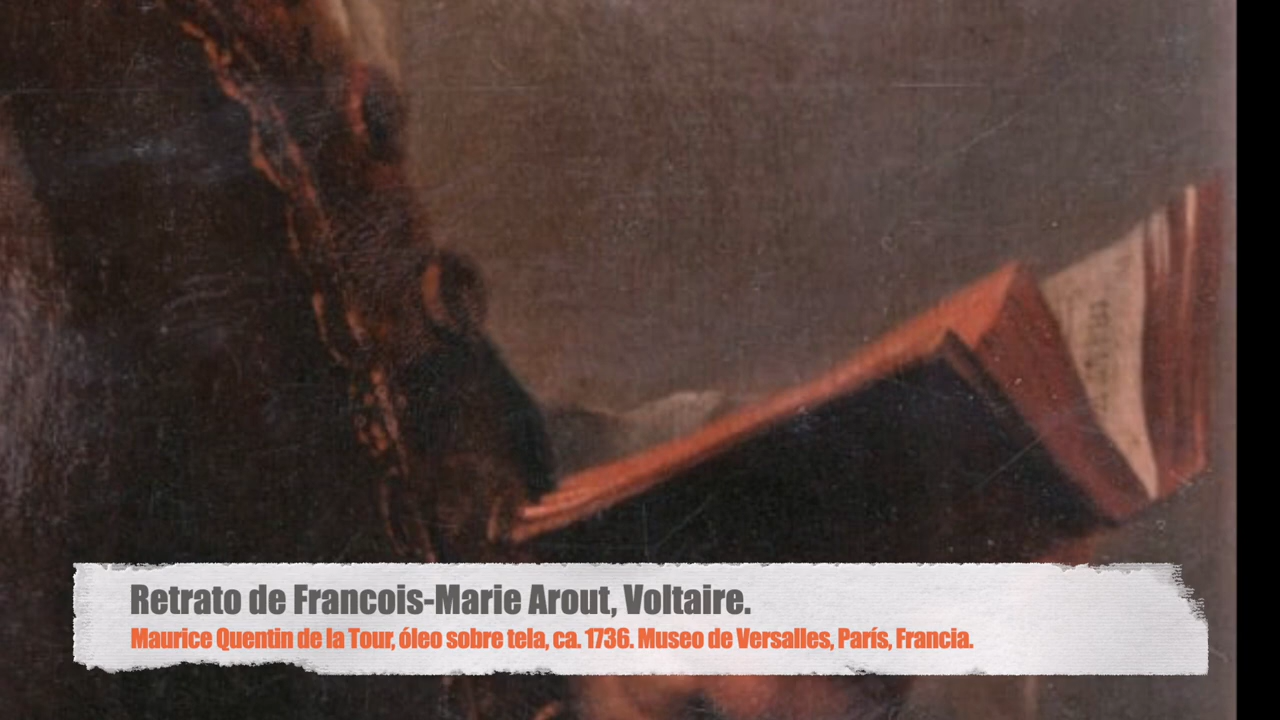 Retrato de Francois-Marie Arout, Voltaire.
Maurice Quentin de la Tour, óleo sobre tela, ca. 1736. Museo de Versalles, París, Francia.